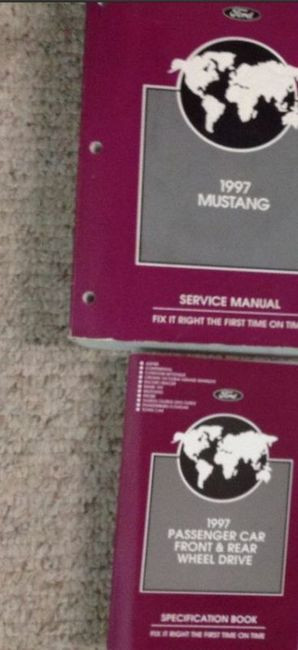 Ford
1997
MUSTANG
SERVICE MANUAL
FIX IT RIGHT THE FIRST TIME ON TIM
Ford
1997
PASSENGER CAR
FRONT & REAR
WHEEL DRIVE
SPECIFICATION BOOK
FIX IT RIGHT THE FIRST TIME ON TIME